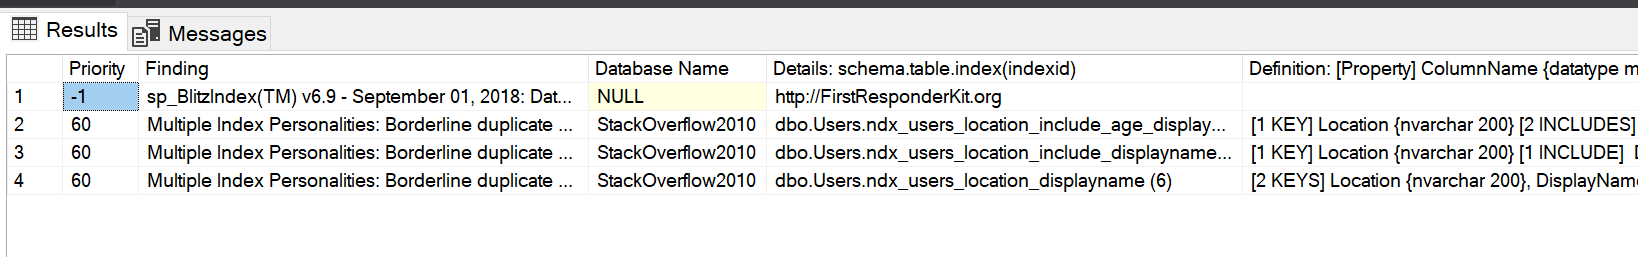 Results Messages
Priority Finding Database Name Details: schema.table.index(indexid) Definition: [Property] ColumnName {datatype m
1 -1 sp_BlitzIndex(TM) v6.9 - September 01, 2018: Dat... NULL http://FirstResponderKit.org
2 60 Multiple Index Personalities: Borderline duplicate ... StackOverflow2010 dbo.Users.ndx_users_location_include_age_display... [1 KEY] Location {nvarchar 200} [2 INCLUDES]
3 60 Multiple Index Personalities: Borderline duplicate ... StackOverflow2010 dbo.Users.ndx_users_location_include_displayname... [1 KEY] Location {nvarchar 200} [1 INCLUDE] D
4 60 Multiple Index Personalities: Borderline duplicate ... StackOverflow2010 dbo.Users.ndx_users_location_displayname (6) [2 KEYS] Location {nvarchar 200}, DisplayName